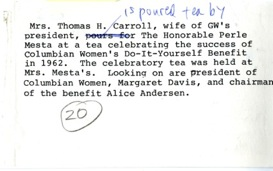 is poured tea by
Mrs. Thomas H. Carroll, wife of GW's
president, pours for The Honorable Perle
Mesta at a tea celebrating the success of
Columbian Women's Do-It-Yourself Benefit
in 1962. The celebratory tea was held at
Mrs. Mesta's. Looking on are president of
Columbian Women, Margaret Davis, and chairman
of the benefit Alice Andersen.
20